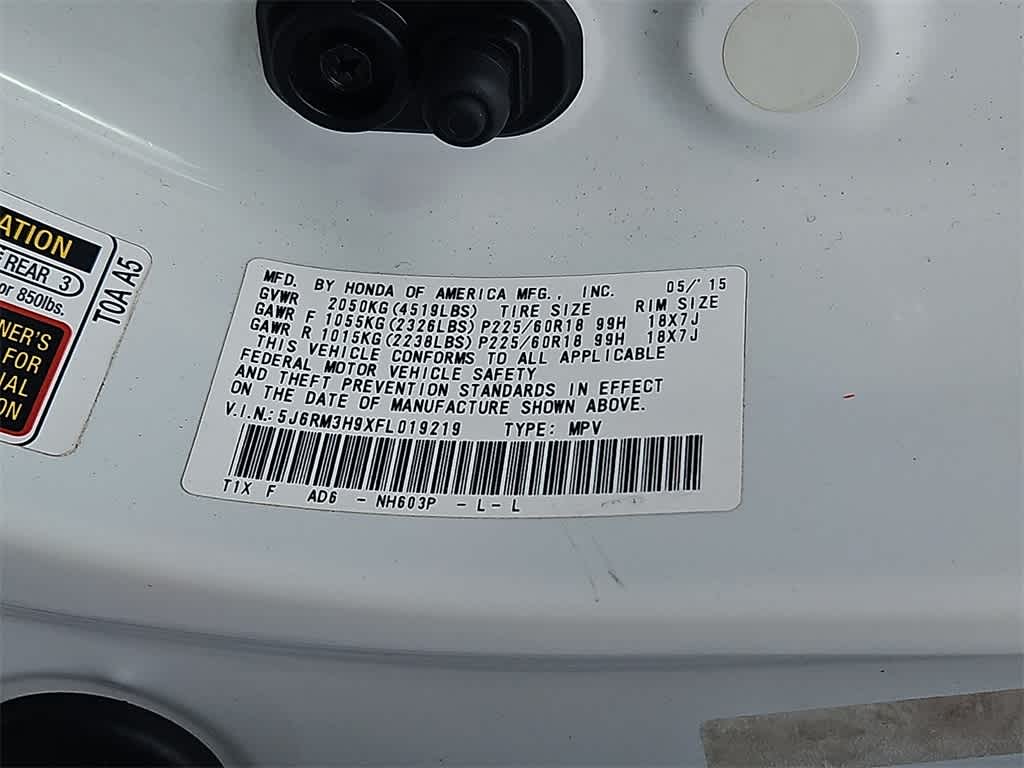 ATION
REAR 3
or 850lbs.
T0A A5
NER'S
FOR
IAL
ON
MFD. BY HONDA OF AMERICA MFG., INC. 05/'15
GVWR 2050KG(4519LBS) TIRE SIZE RIM SIZE
GAWR F 1055KG(2326LBS) P225/60R18 99H 18X7J
GAWR R 1015KG(2238LBS) P225/60R18 99H 18X7J
THIS VEHICLE CONFORMS TO ALL APPLICABLE
FEDERAL MOTOR VEHICLE SAFETY
AND THEFT PREVENTION STANDARDS IN EFFECT
ON THE DATE OF MANUFACTURE SHOWN ABOVE.
V.I.N.: 5J6RM3H9XFL019219 TYPE: MPV
T1X F AD6 - NH603P - L- L